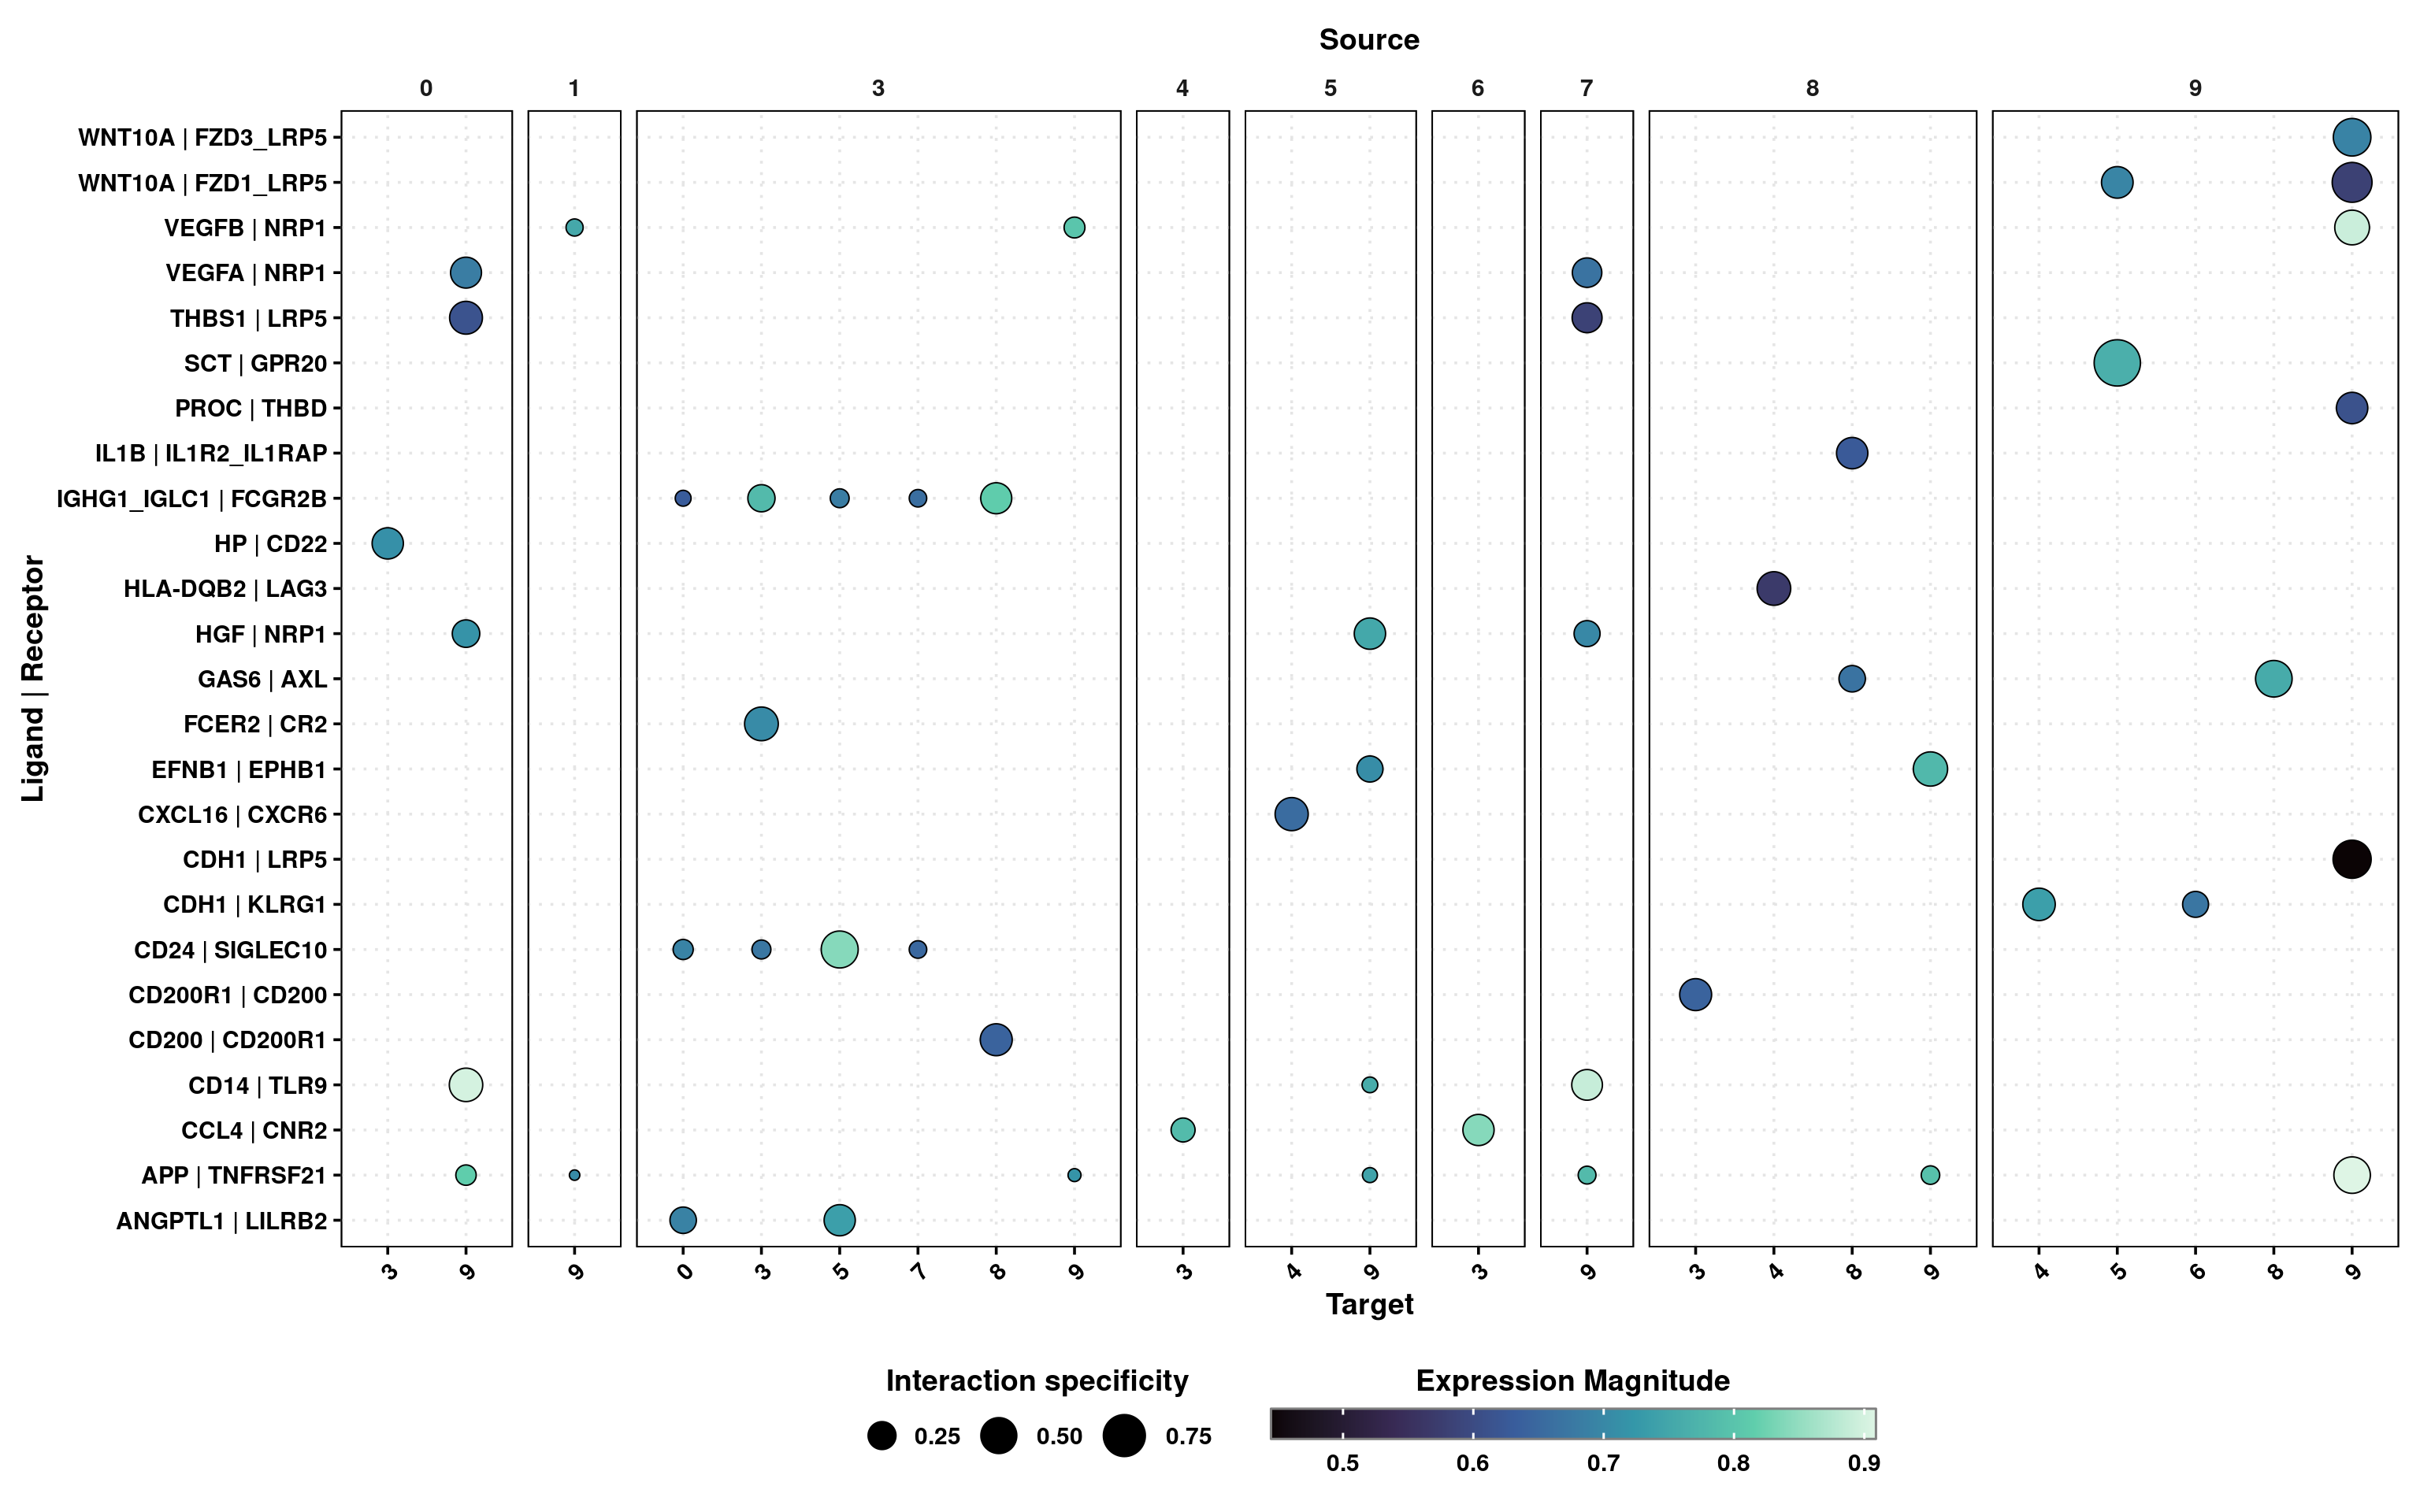 Source
0 1 3 4 5 6 7 8 9
Ligand | Receptor
WNT10A | FZD3_LRP5
WNT10A | FZD1_LRP5
VEGFB | NRP1
VEGFA | NRP1
THBS1 | LRP5
SCT | GPR20
PROC | THBD
IL1B | IL1R2_IL1RAP
IGHG1_IGLC1 | FCGR2B
HP | CD22
HLA-DQB2 | LAG3
HGF | NRP1
GAS6 | AXL
FCER2 | CR2
EFNB1 | EPHB1
CXCL16 | CXCR6
CDH1 | LRP5
CDH1 | KLRG1
CD24 | SIGLEC10
CD200R1 | CD200
CD200 | CD200R1
CD14 | TLR9
CCL4 | CNR2
APP | TNFRSF21
ANGPTL1 | LILRB2
3 9 9 0 3 5 7 8 9 3 4 9 3 9 3 4 8 9 4 5 6 8 9
Target
Interaction specificity
0.25 0.50 0.75
Expression Magnitude
0.5 0.6 0.7 0.8 0.9